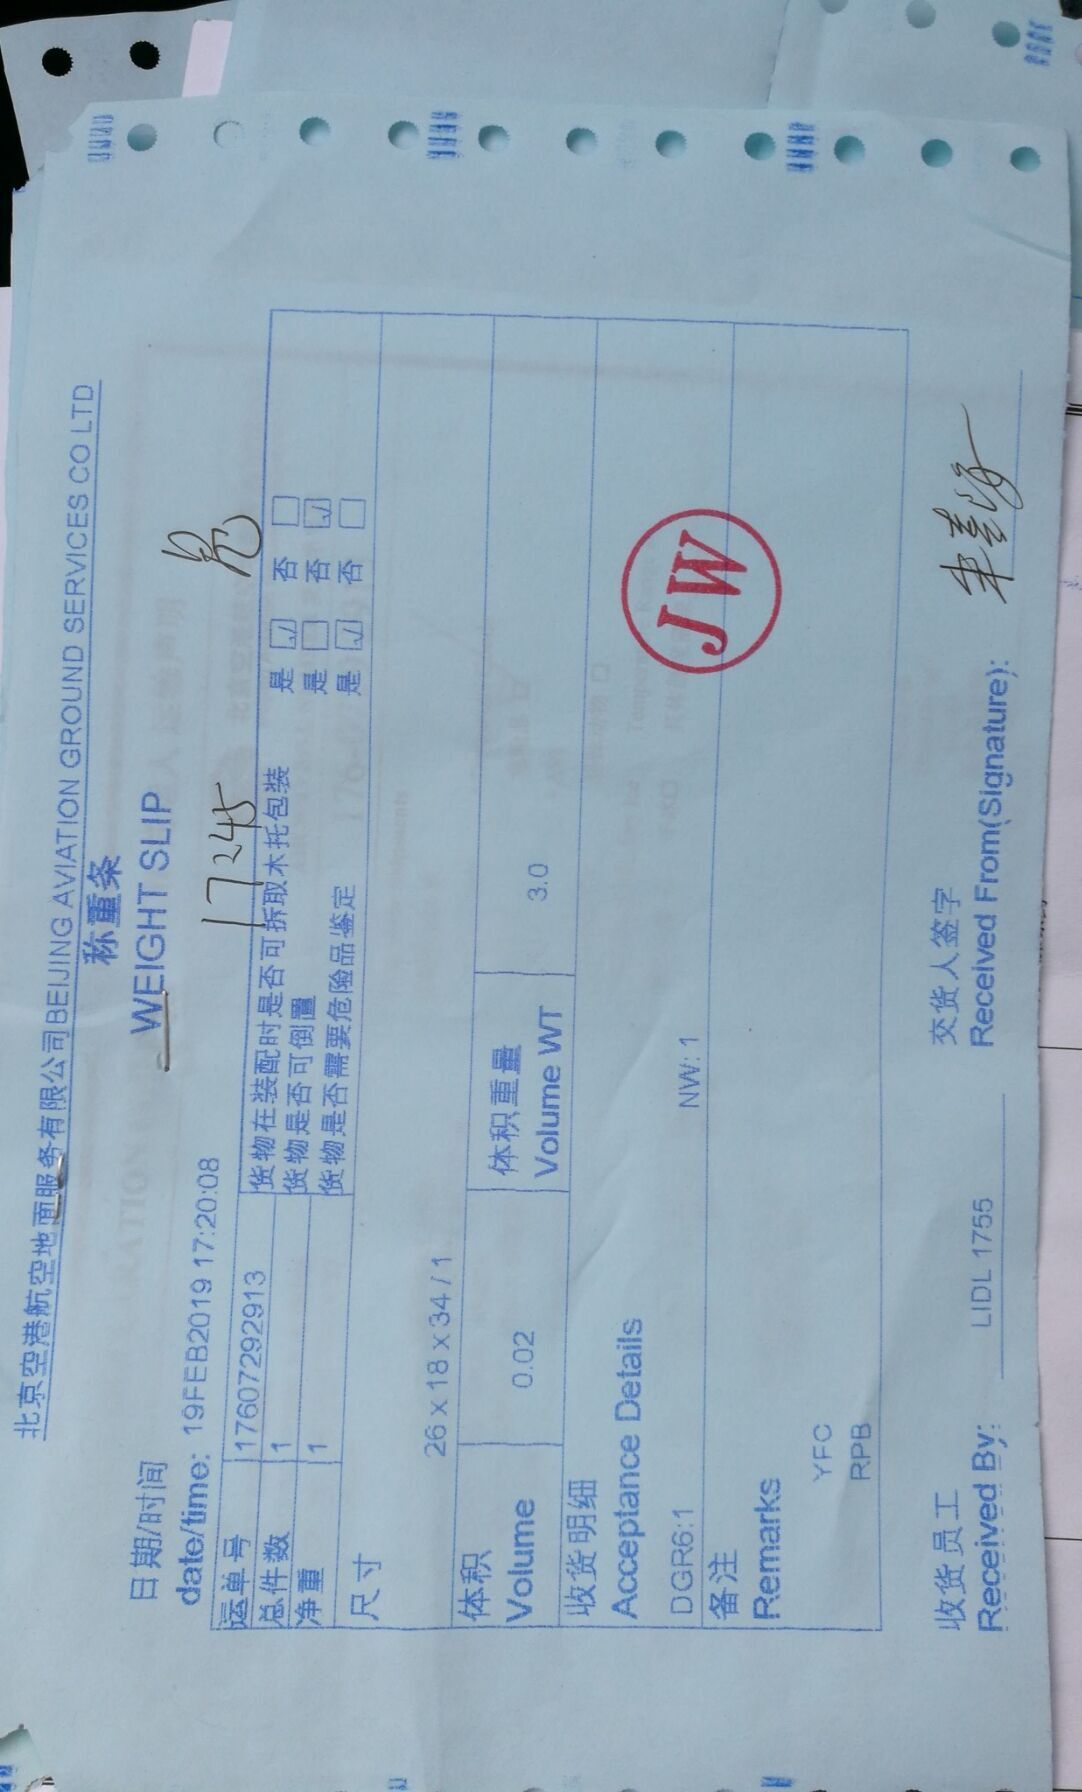 北京空港航空地面服务有限公司BEIJING AVIATION GROUND SERVICES CO LTD
称重条
WEIGHT SLIP
日期/时间
date/time: 19FEB2019 17:20:08
17245
运单号 17607292913
总件数 1
净重 1
货物在装配时是否可拆取木托包装 是 ☑ 否 ☐
货物是否可倒置 是 ☐ 否 ☑
货物是否需要危险品鉴定 是 ☑ 否 ☐
尺寸
26 x 18 x 34 / 1
体积
Volume 0.02
体积重量
Volume WT 3.0
收货明细
Acceptance Details
DGR6:1 NW: 1
JW
备注
Remarks
YFC
RPB
收货员工
Received By: LIDL 1755
交货人签字
Received From(Signature):